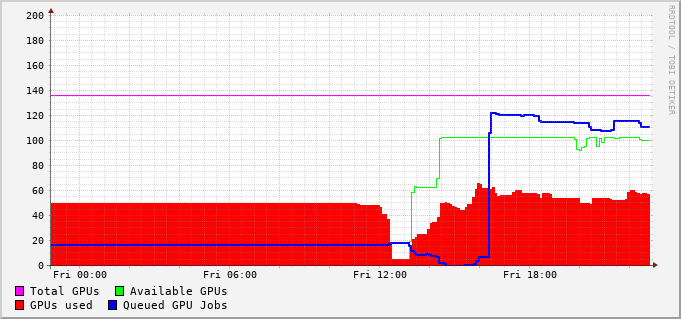 200
180
160
140
120
100
80
60
40
20
0
Fri 00:00 Fri 06:00 Fri 12:00 Fri 18:00
Total GPUs Available GPUs
GPUs used Queued GPU Jobs
RRDTOOL / TOBI OETIKER